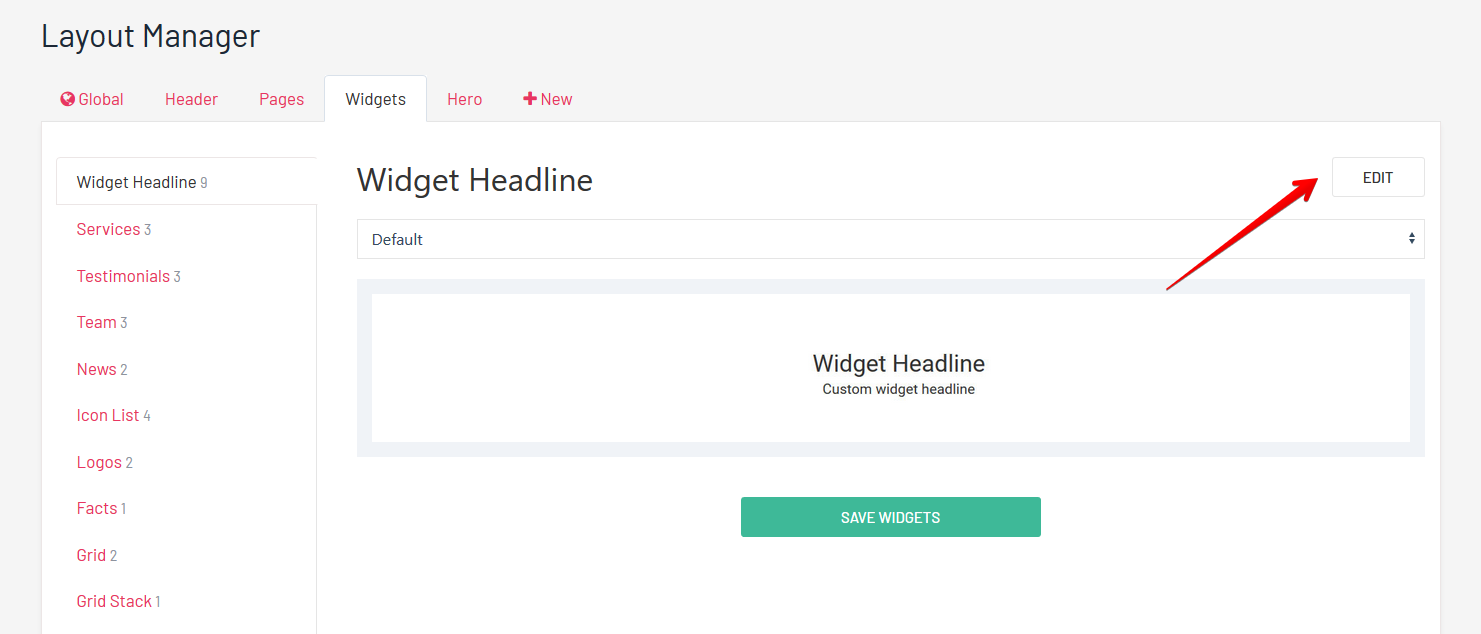 Layout Manager
Global Header Pages Widgets Hero New
Widget Headline 9
Services 3
Testimonials 3
Team 3
News 2
Icon List 4
Logos 2
Facts 1
Grid 2
Grid Stack 1
Widget Headline
EDIT
Default
Widget Headline
Custom widget headline
SAVE WIDGETS